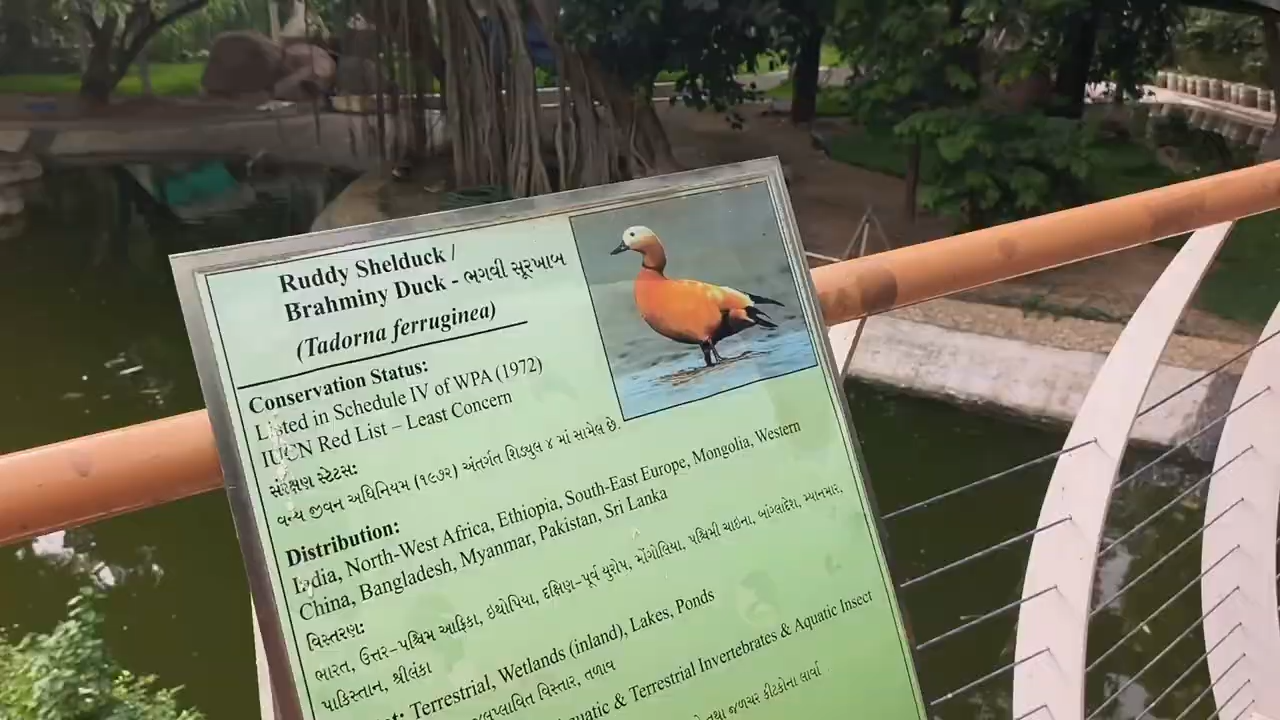 Ruddy Shelduck /
Brahminy Duck - ભગવી સૂરખાબ
(Tadorna ferruginea)
Conservation Status:
Listed in Schedule IV of WPA (1972)
IUCN Red List – Least Concern
સંરક્ષણ સ્ટેટસ:
વન્ય જીવન અધિનિયમ (૧૯૭૨) અંતર્ગત શિડ્યુલ ૪ માં સામેલ છે.
Distribution:
India, North-West Africa, Ethiopia, South-East Europe, Mongolia, Western
China, Bangladesh, Myanmar, Pakistan, Sri Lanka
વિસ્તરણ:
ભારત, ઉત્તર-પશ્ચિમ આફ્રિકા, ઇથોપિયા, દક્ષિણ-પૂર્વ યુરોપ, મોંગોલિયા, પશ્ચિમી ચાઇના, બાંગ્લાદેશ, મ્યાનમાર,
પાકિસ્તાન, શ્રીલંકા
Terrestrial, Wetlands (inland), Lakes, Ponds
વિસ્તાર, તળાવ
& Terrestrial Invertebrates & Aquatic Insect
તથા જળચર કીટકોના લાર્વા .